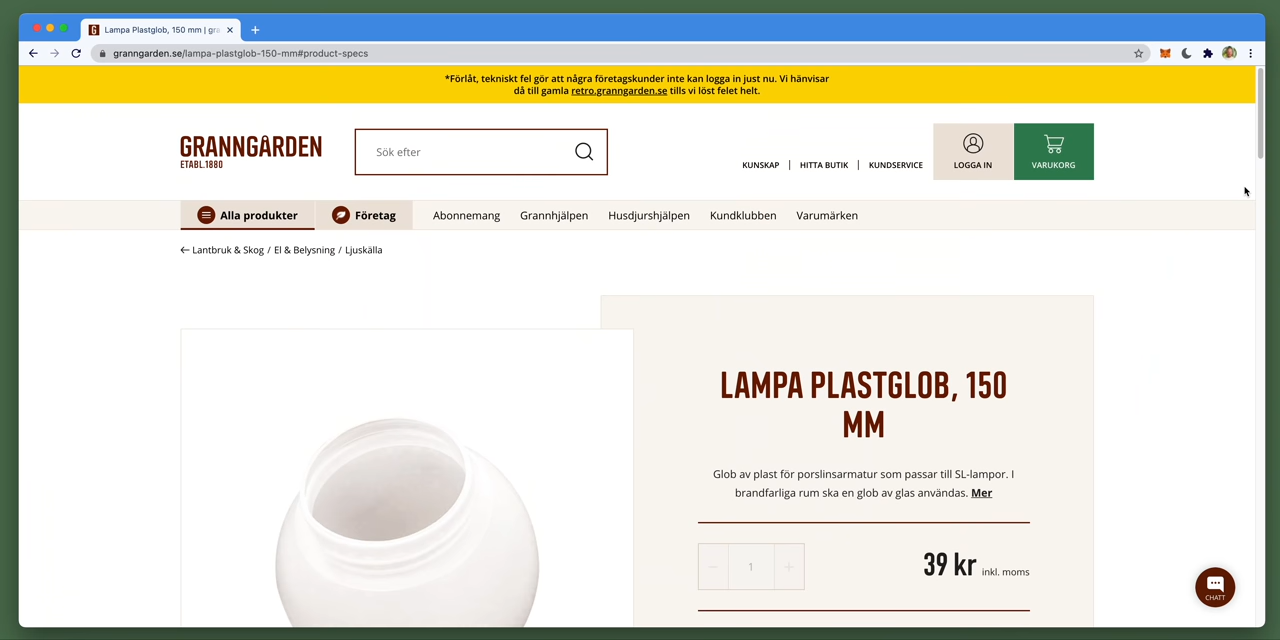 Lampa Plastglob, 150 mm | gra
granngarden.se/lampa-plastglob-150-mm#product-specs
*Förlåt, tekniskt fel gör att några företagskunder inte kan logga in just nu. Vi hänvisar
då till gamla retro.granngarden.se tills vi löst felet helt.
GRANNGÅRDEN
ETABL.1880
Sök efter
KUNSKAP | HITTA BUTIK | KUNDSERVICE
LOGGA IN
VARUKORG
Alla produkter
Företag
Abonnemang
Grannhjälpen
Husdjurshjälpen
Kundklubben
Varumärken
Lantbruk & Skog / El & Belysning / Ljuskälla
LAMPA PLASTGLOB, 150
MM
Glob av plast för porslinsarmatur som passar till SL-lampor. I
brandfarliga rum ska en glob av glas användas. Mer
1
39 kr inkl. moms
CHATT